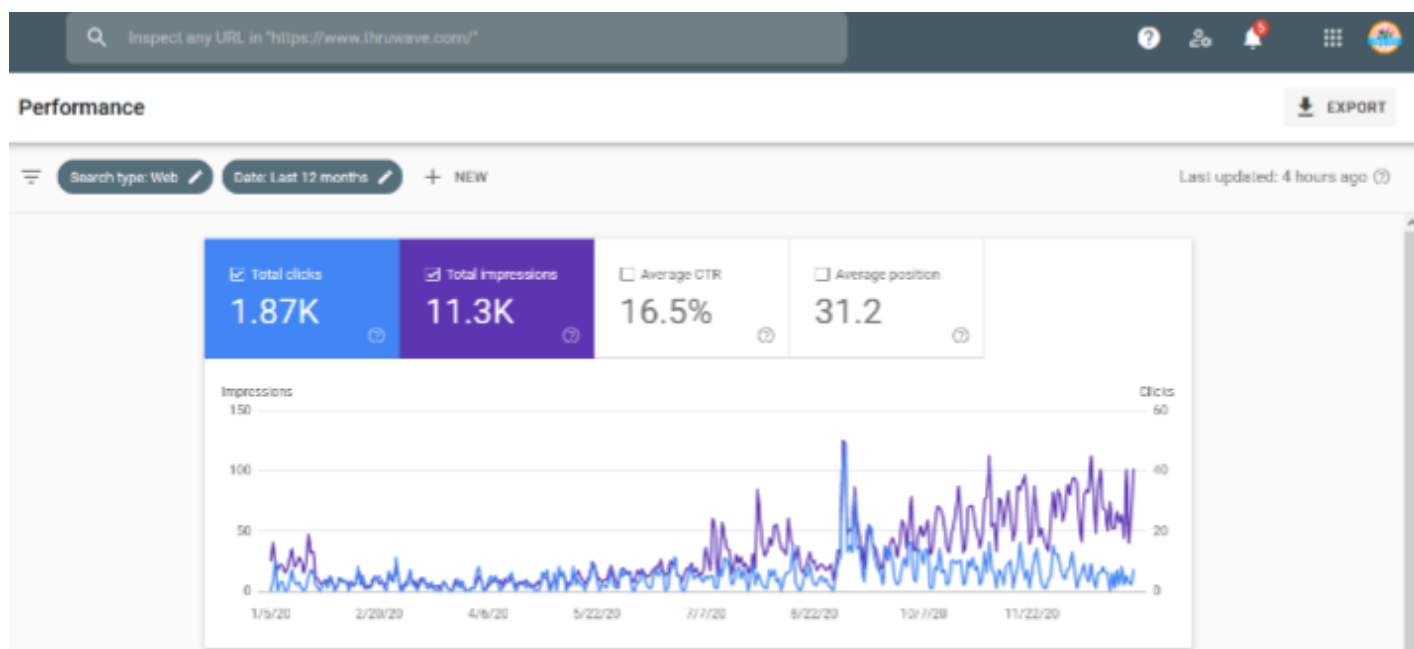 Inspect any URL in "https://www.thruwave.com/"
5
Performance
EXPORT
Search type: Web
Date: Last 12 months
+ NEW
Last updated: 4 hours ago
Total clicks
1.87K
Total impressions
11.3K
Average CTR
16.5%
Average position
31.2
Impressions
Clicks
150
60
100
40
50
20
0
0
1/5/20 2/20/20 4/6/20 5/22/20 7/7/20 8/22/20 10/7/20 11/22/20